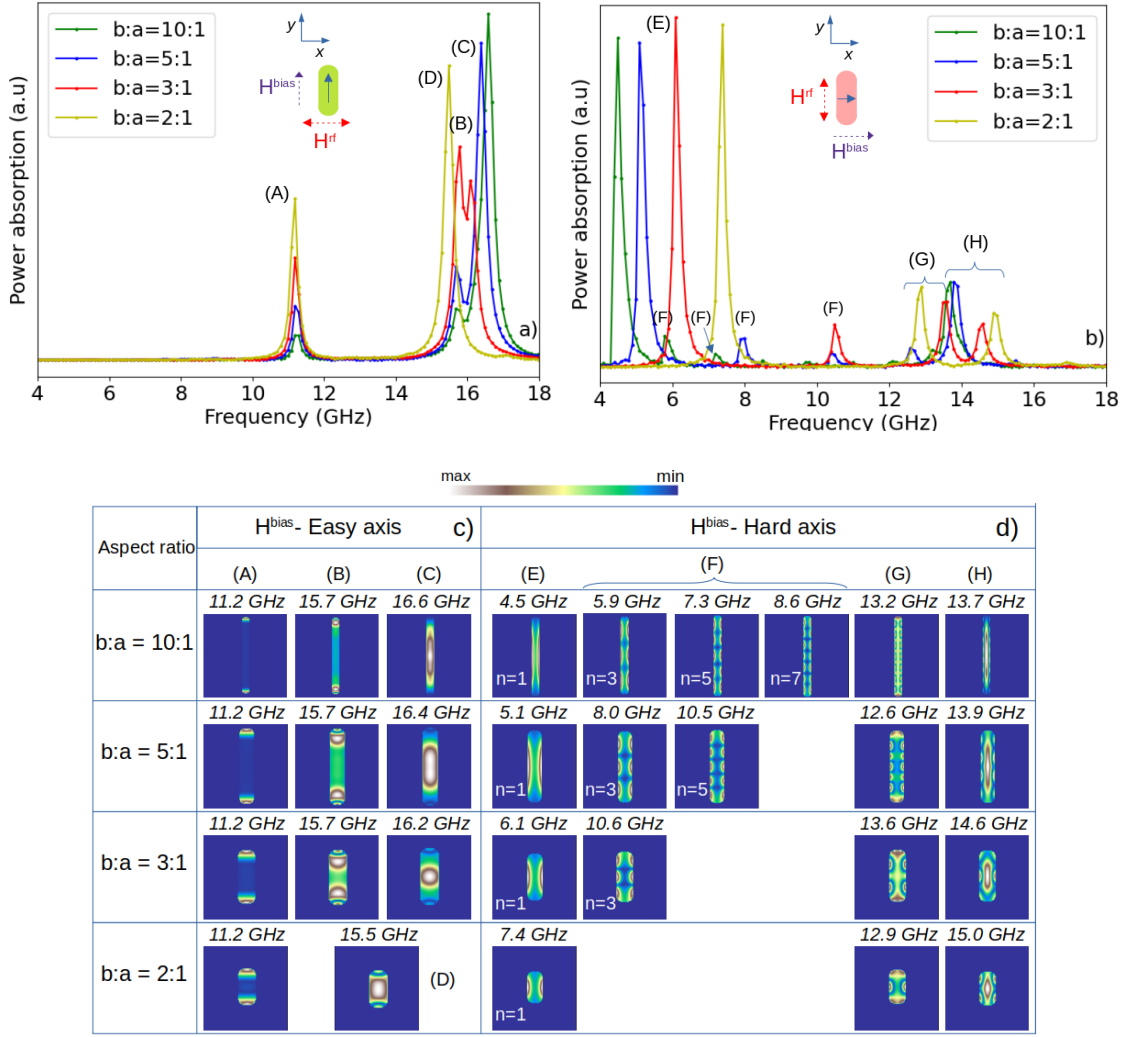 b:a=10:1
b:a=5:1
b:a=3:1
b:a=2:1
y
x
H^bias
H^rf
(A)
(B)
(C)
(D)
a)
Power absorption (a.u)
4 6 8 10 12 14 16 18
Frequency (GHz)
(E)
y
x
H^rf
H^bias
b:a=10:1
b:a=5:1
b:a=3:1
b:a=2:1
(F) (F) (F) (F)
(G)
(H)
b)
Power absorption (a.u)
4 6 8 10 12 14 16 18
Frequency (GHz)
max min
Aspect ratio
H^bias- Easy axis c)
H^bias- Hard axis d)
(A) (B) (C) (E) (F) (G) (H)
b:a = 10:1
11.2 GHz 15.7 GHz 16.6 GHz 4.5 GHz 5.9 GHz 7.3 GHz 8.6 GHz 13.2 GHz 13.7 GHz
n=1 n=3 n=5 n=7
b:a = 5:1
11.2 GHz 15.7 GHz 16.4 GHz 5.1 GHz 8.0 GHz 10.5 GHz 12.6 GHz 13.9 GHz
n=1 n=3 n=5
b:a = 3:1
11.2 GHz 15.7 GHz 16.2 GHz 6.1 GHz 10.6 GHz 13.6 GHz 14.6 GHz
n=1 n=3
b:a = 2:1
11.2 GHz 15.5 GHz 7.4 GHz 12.9 GHz 15.0 GHz
(D)
n=1